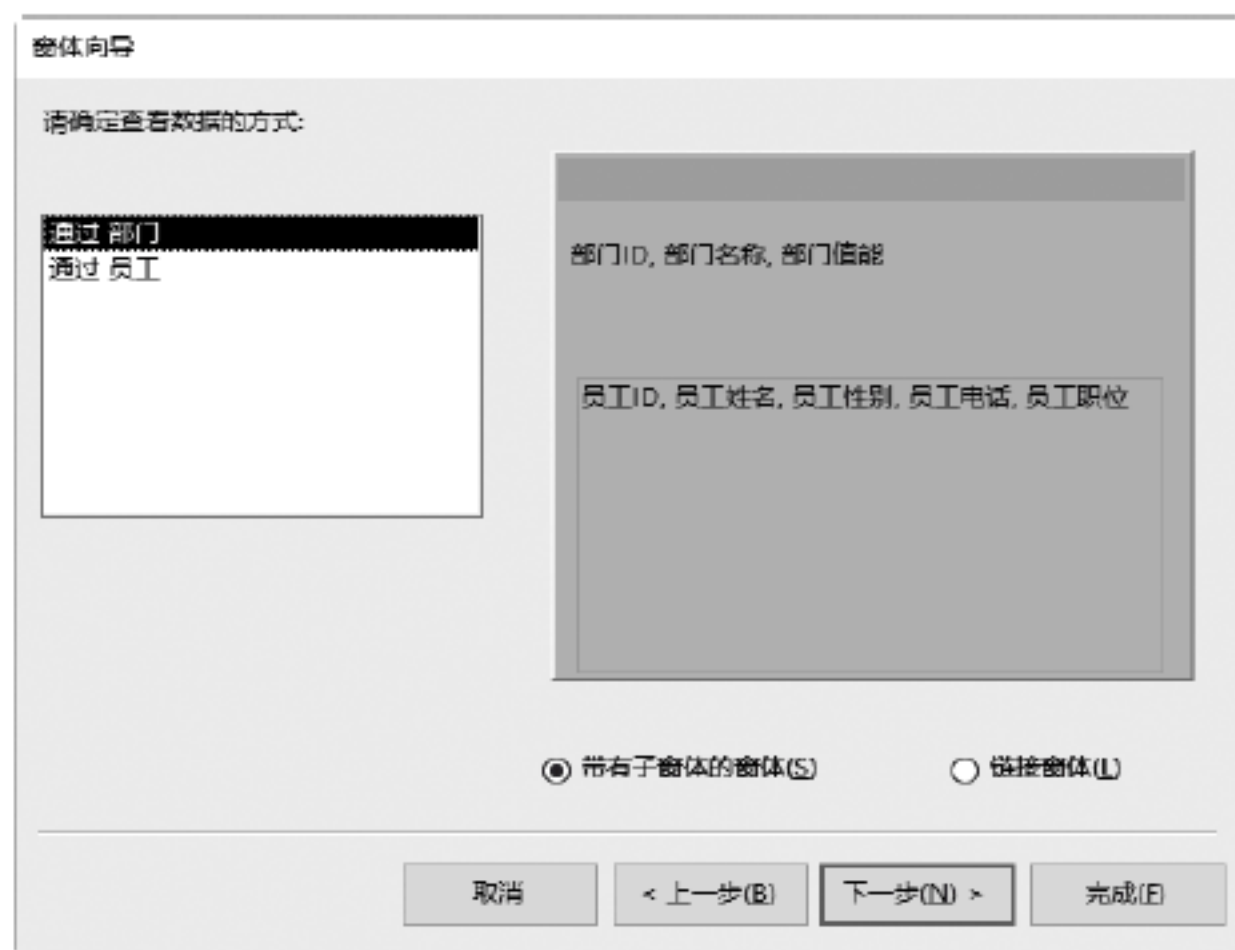 窗体向导
请确定查看数据的方式:
通过 部门
通过 员工
部门ID, 部门名称, 部门值能
员工ID, 员工姓名, 员工性别, 员工电话, 员工职位
带有子窗体的窗体(S)
链接窗体(L)
取消
< 上一步(B)
下一步(N) >
完成(F)